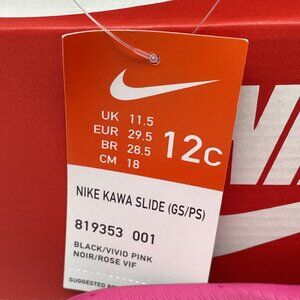 UK 11.5
EUR 29.5
BR 28.5
CM 18
12C
NIKE KAWA SLIDE (GS/PS)
819353 001
BLACK/VIVID PINK
NOIR/ROSE VIF
SUGGESTED